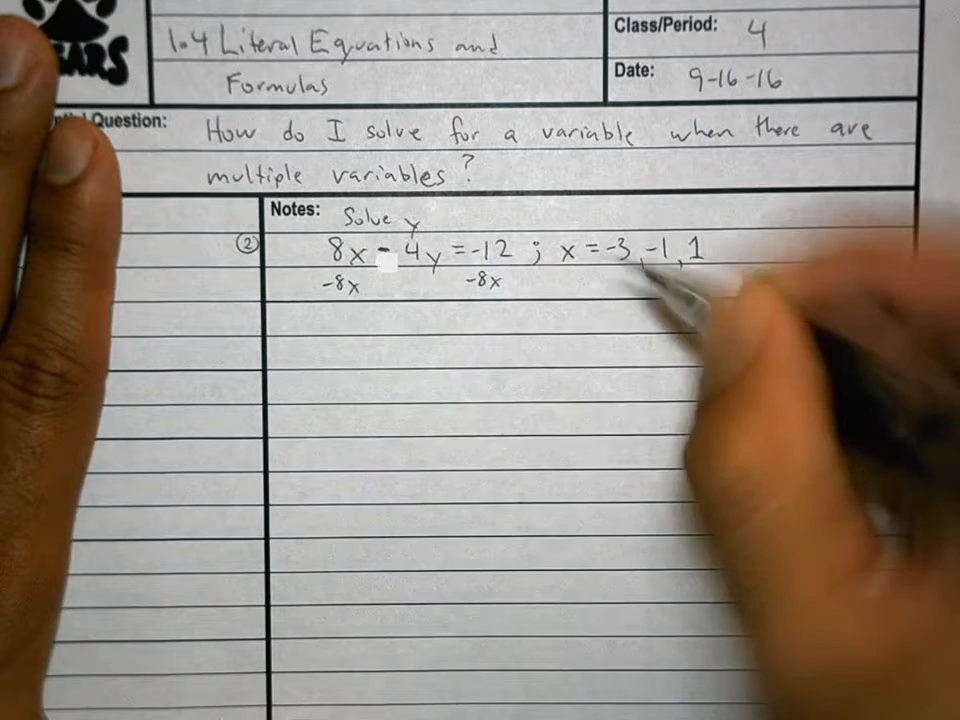 EARS
1.4 Literal Equations and
Formulas
Class/Period: 4
Date: 9-16-16
Question: How do I solve for a variable when there are
multiple variables?
Notes: Solve y
② 8x - 4y = -12 ; x = -3, -1, 1
-8x -8x